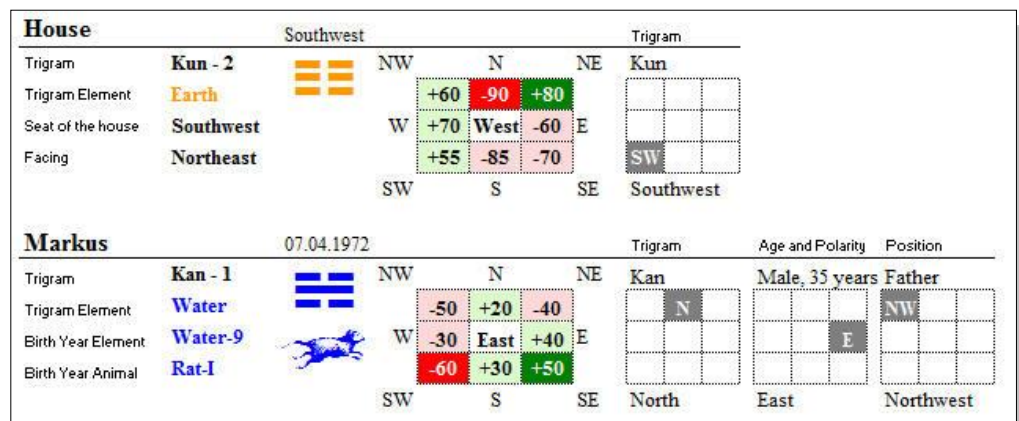 House Southwest Trigram
Trigram Kun - 2 NW N NE Kun
Trigram Element Earth +60 -90 +80
Seat of the house Southwest W +70 West -60 E
Facing Northeast +55 -85 -70 SW
SW S SE Southwest
Markus 07.04.1972 Trigram Age and Polarity Position
Trigram Kan - 1 NW N NE Kan Male, 35 years Father
Trigram Element Water -50 +20 -40 N NW
Birth Year Element Water-9 W -30 East +40 E E
Birth Year Animal Rat-I -60 +30 +50
SW S SE North East Northwest